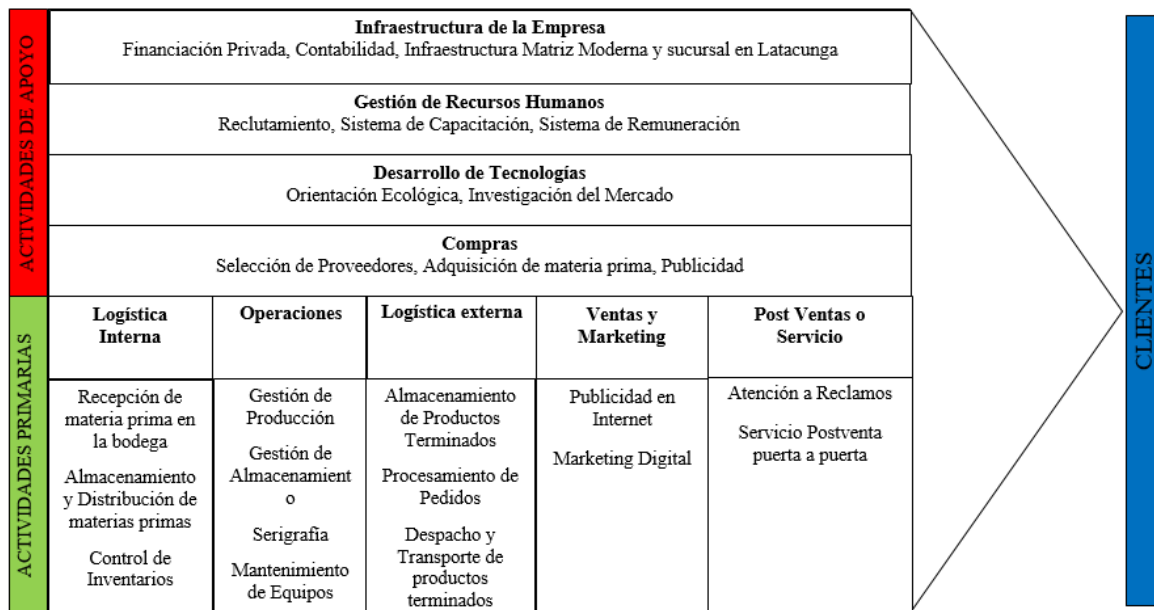 ACTIVIDADES DE APOYO
Infraestructura de la Empresa
Financiación Privada, Contabilidad, Infraestructura Matriz Moderna y sucursal en Latacunga
Gestión de Recursos Humanos
Reclutamiento, Sistema de Capacitación, Sistema de Remuneración
Desarrollo de Tecnologías
Orientación Ecológica, Investigación del Mercado
Compras
Selección de Proveedores, Adquisición de materia prima, Publicidad
ACTIVIDADES PRIMARIAS
Logística
Interna
Recepción de
materia prima en
la bodega
Almacenamiento
y Distribución de
materias primas
Control de
Inventarios
Operaciones
Gestión de
Producción
Gestión de
Almacenamient
o
Serigrafía
Mantenimiento
de Equipos
Logística externa
Almacenamiento
de Productos
Terminados
Procesamiento de
Pedidos
Despacho y
Transporte de
productos
terminados
Ventas y
Marketing
Publicidad en
Internet
Marketing Digital
Post Ventas o
Servicio
Atención a Reclamos
Servicio Postventa
puerta a puerta
CLIENTES